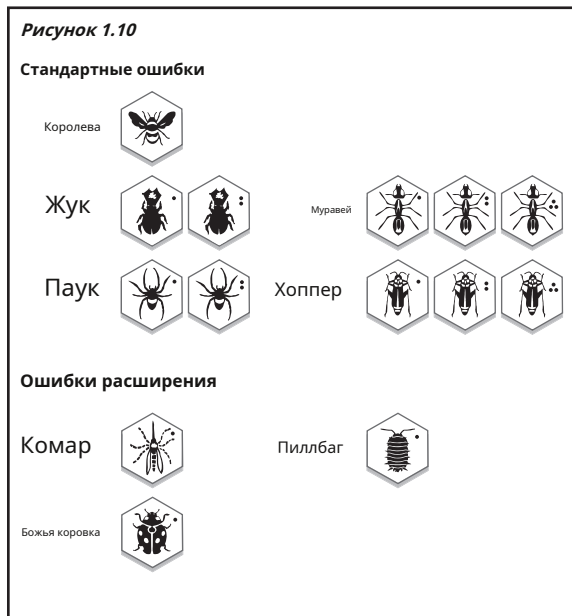 Рисунок 1.10
Стандартные ошибки
Королева
Жук
Муравей
Паук
Хоппер
Ошибки расширения
Комар
Пиллбаг
Божья коровка